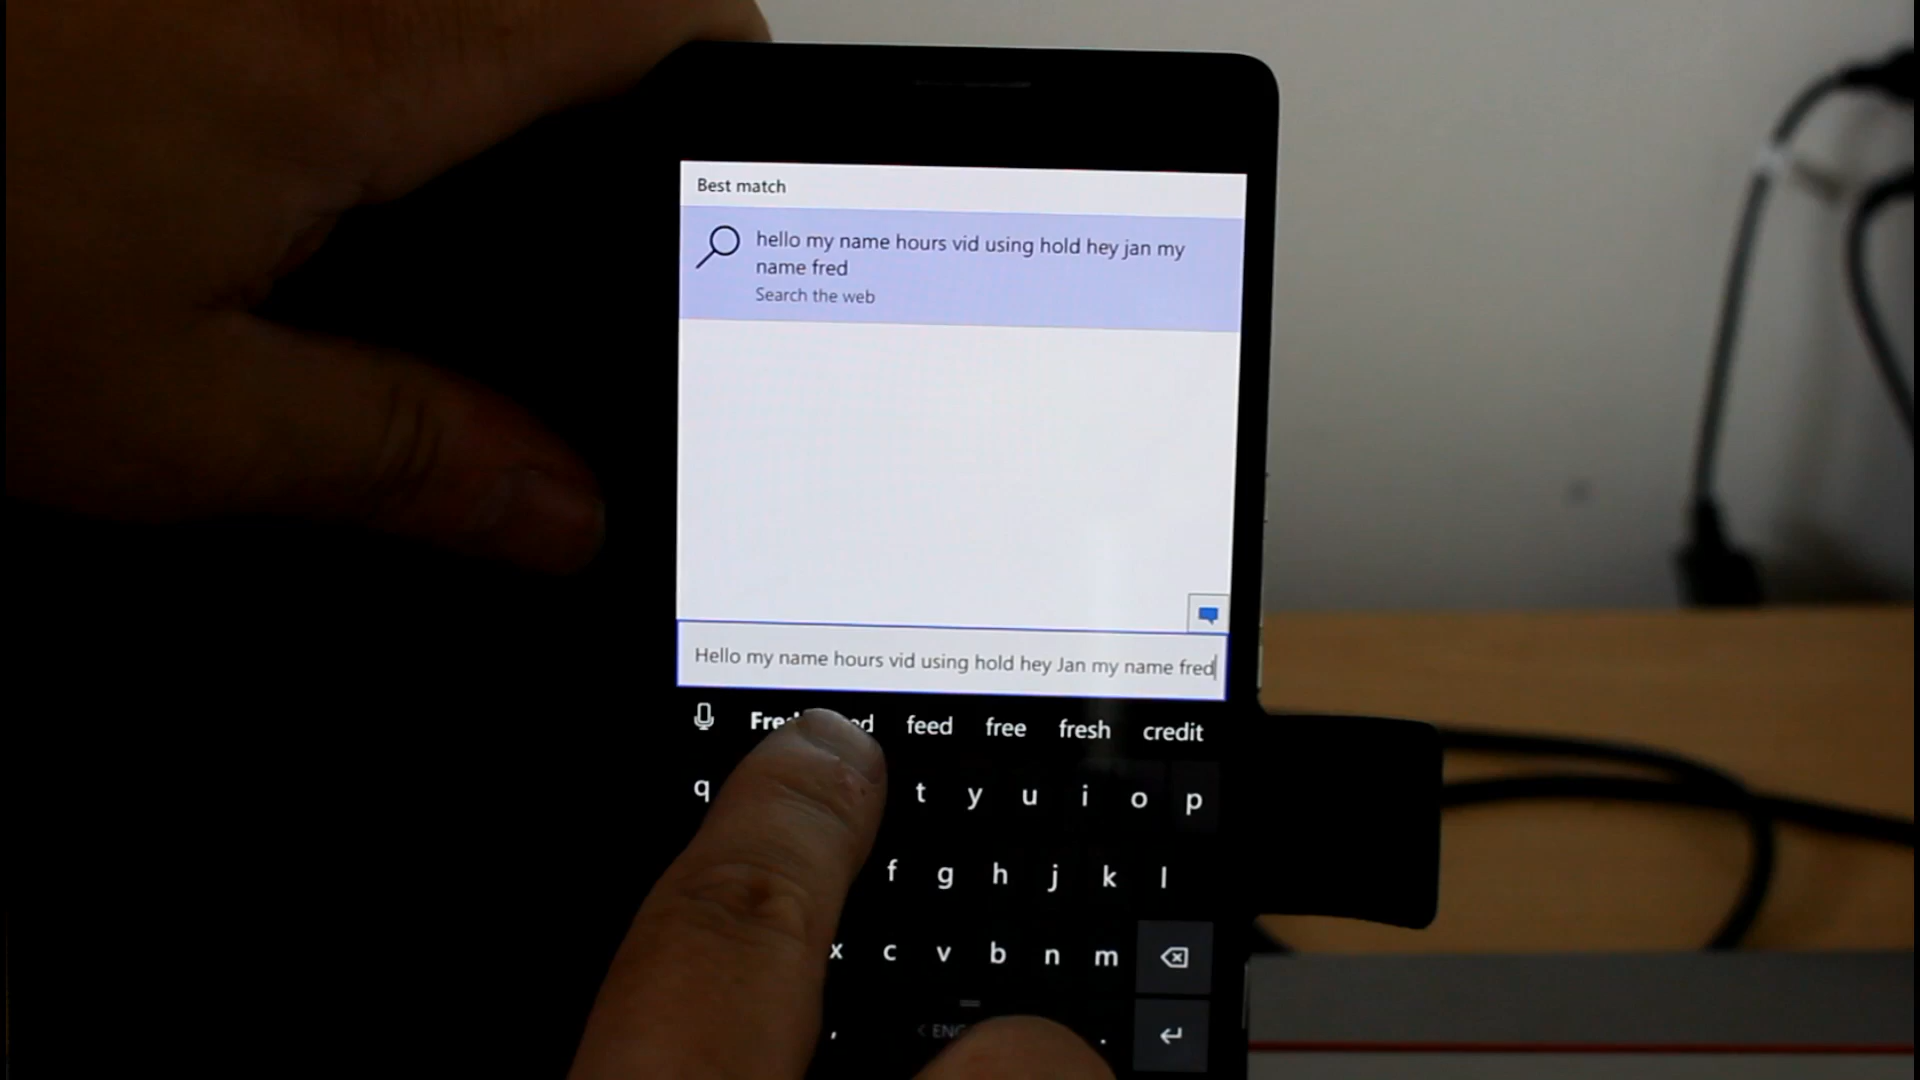 Best match
hello my name hours vid using hold hey jan my
name fred
Search the web
Hello my name hours vid using hold hey Jan my name fred
feed free fresh credit
q t y u i o p
f g h j k l
x c v b n m
, < ENG .